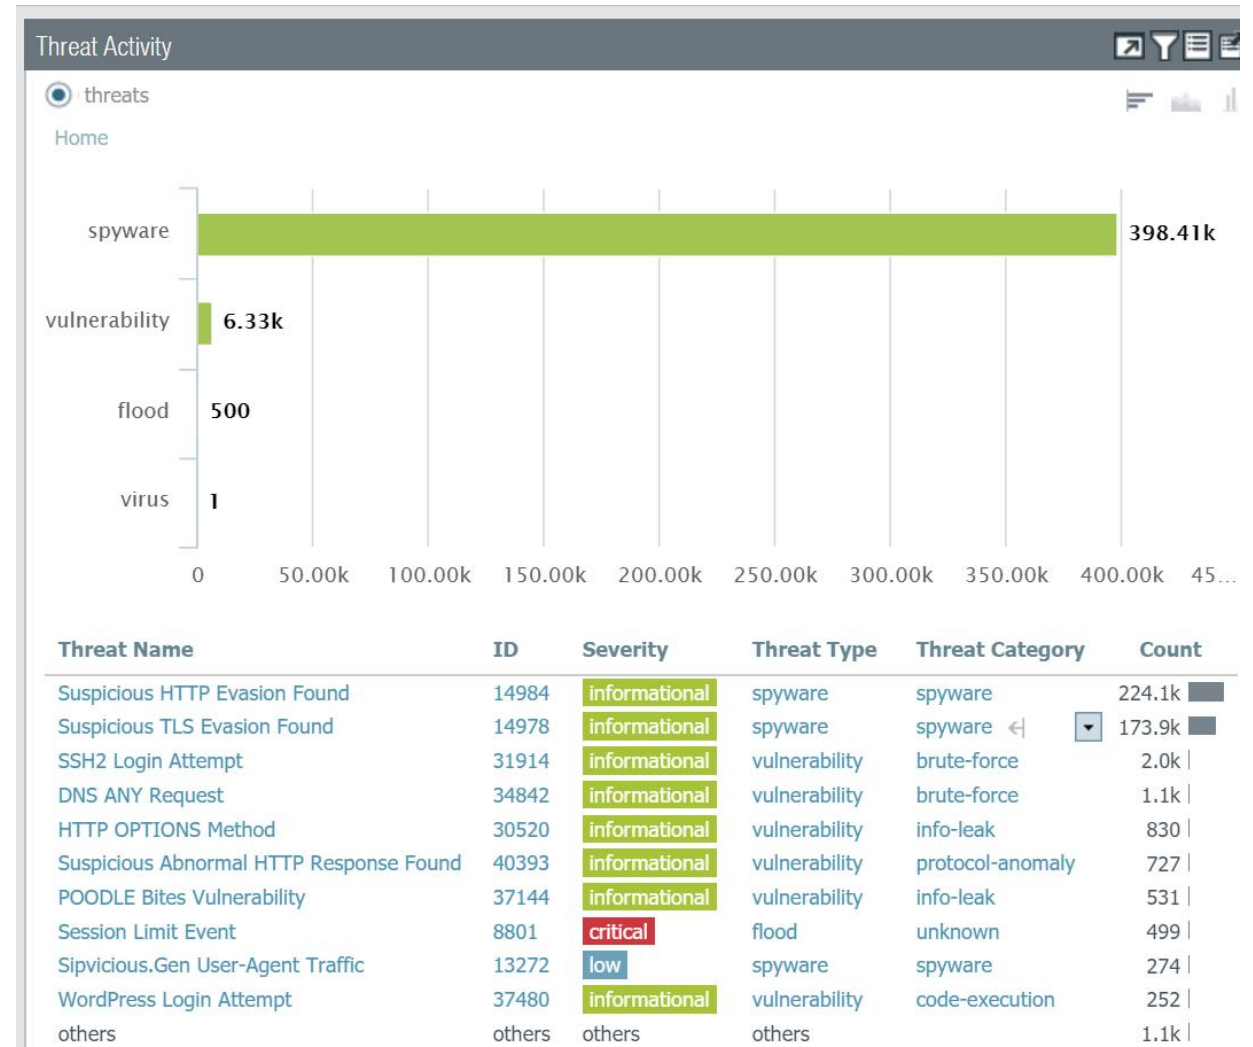 Threat Activity
threats
Home
spyware 398.41k
vulnerability 6.33k
flood 500
virus 1
0 50.00k 100.00k 150.00k 200.00k 250.00k 300.00k 350.00k 400.00k 45...
Threat Name ID Severity Threat Type Threat Category Count
Suspicious HTTP Evasion Found 14984 informational spyware spyware 224.1k
Suspicious TLS Evasion Found 14978 informational spyware spyware 173.9k
SSH2 Login Attempt 31914 informational vulnerability brute-force 2.0k
DNS ANY Request 34842 informational vulnerability brute-force 1.1k
HTTP OPTIONS Method 30520 informational vulnerability info-leak 830
Suspicious Abnormal HTTP Response Found 40393 informational vulnerability protocol-anomaly 727
POODLE Bites Vulnerability 37144 informational vulnerability info-leak 531
Session Limit Event 8801 critical flood unknown 499
Sipvicious.Gen User-Agent Traffic 13272 low spyware spyware 274
WordPress Login Attempt 37480 informational vulnerability code-execution 252
others others others others 1.1k